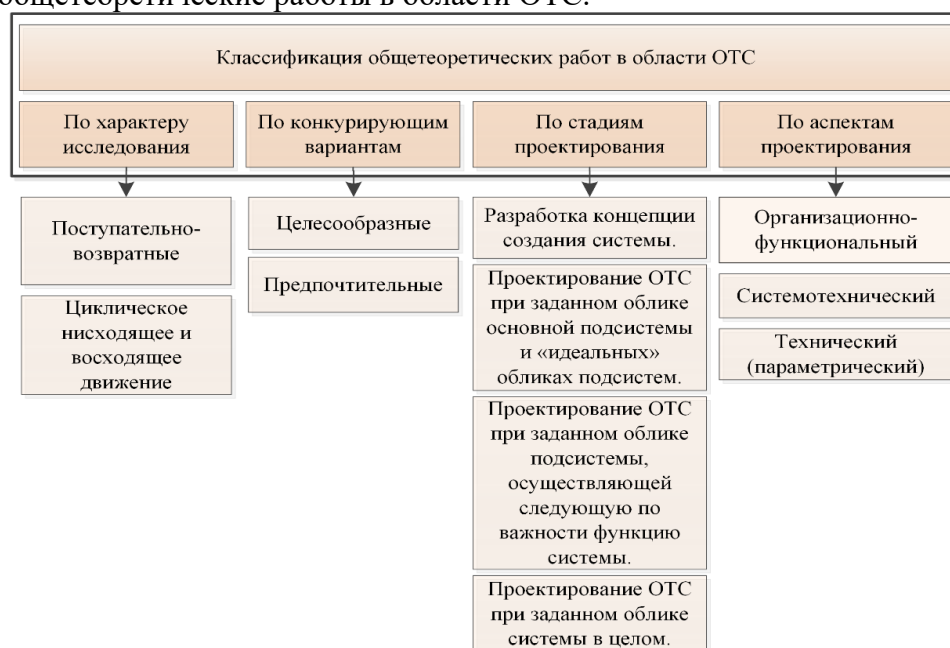 общетеоретические работы в области ОТС.
Классификация общетеоретических работ в области ОТС
По характеру
исследования
По конкурирующим
вариантам
По стадиям
проектирования
По аспектам
проектирования
Поступательно-
возвратные
Циклическое
нисходящее и
восходящее
движение
Целесообразные
Предпочтительные
Разработка концепции
создания системы.
Проектирование ОТС
при заданном облике
основной подсистемы
и «идеальных»
обликах подсистем.
Проектирование ОТС
при заданном облике
подсистемы,
осуществляющей
следующую по
важности функцию
системы.
Проектирование ОТС
при заданном облике
системы в целом.
Организационно-
функциональный
Системотехнический
Технический
(параметрический)